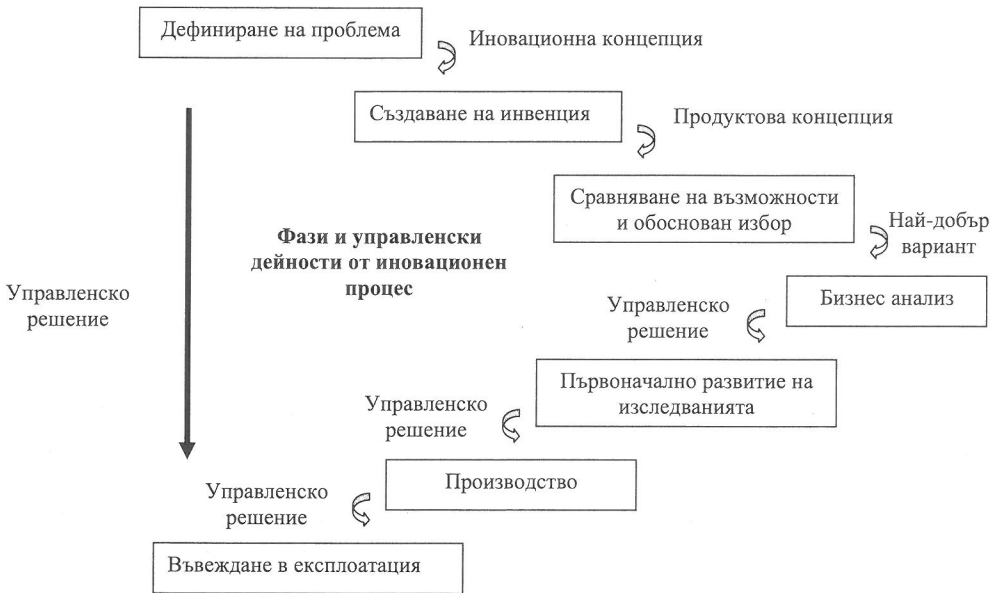 Дефиниране на проблема
Иновационна концепция
Създаване на инвенция
Продуктова концепция
Сравняване на възможности
и обоснован избор
Най-добър
вариант
Фази и управленски
дейности от иновационен
процес
Управленско
решение
Бизнес анализ
Управленско
решение
Първоначално развитие на
изследванията
Управленско
решение
Производство
Управленско
решение
Въвеждане в експлоатация